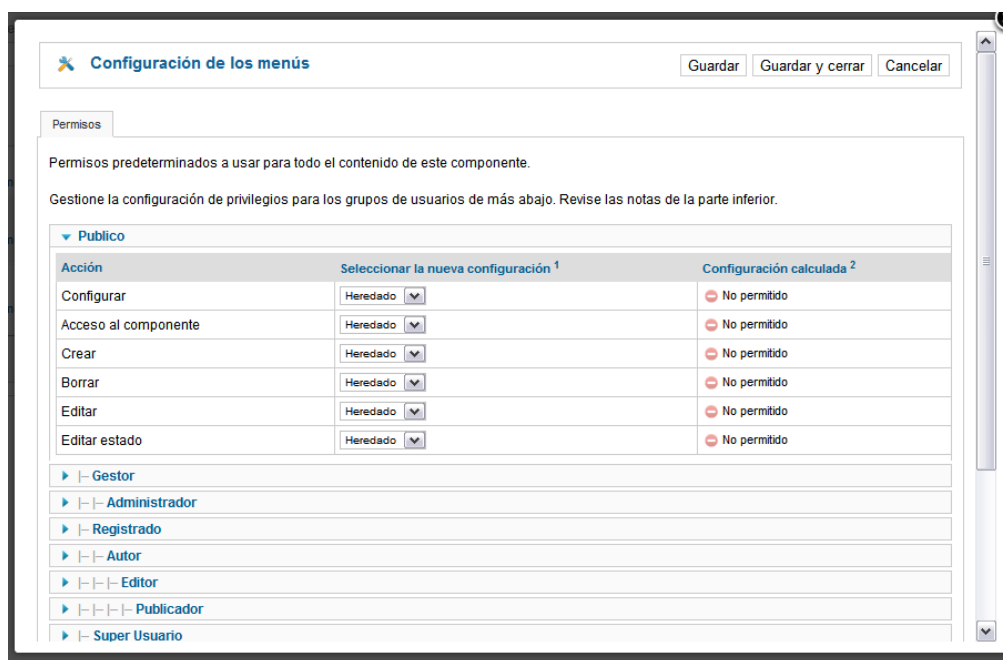 Configuración de los menús
Guardar Guardar y cerrar Cancelar
Permisos
Permisos predeterminados a usar para todo el contenido de este componente.
Gestione la configuración de privilegios para los grupos de usuarios de más abajo. Revise las notas de la parte inferior.
Publico
Acción Seleccionar la nueva configuración 1 Configuración calculada 2
Configurar Heredado No permitido
Acceso al componente Heredado No permitido
Crear Heredado No permitido
Borrar Heredado No permitido
Editar Heredado No permitido
Editar estado Heredado No permitido
|– Gestor
|– |– Administrador
|– Registrado
|– |– Autor
|– |– |– Editor
|– |– |– |– Publicador
|– Super Usuario